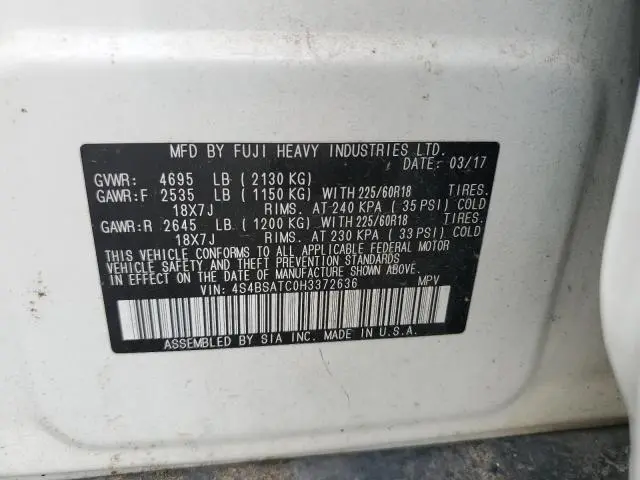 MFD BY FUJI HEAVY INDUSTRIES LTD.
DATE: 03/17
GVWR: 4695 LB ( 2130 KG)
GAWR:F 2535 LB ( 1150 KG) WITH 225/60R18 TIRES.
18X7J RIMS. AT 240 KPA ( 35 PSI) COLD
GAWR:R 2645 LB ( 1200 KG) WITH 225/60R18 TIRES.
18X7J RIMS. AT 230 KPA ( 33 PSI) COLD
THIS VEHICLE CONFORMS TO ALL APPLICABLE FEDERAL MOTOR
VEHICLE SAFETY AND THEFT PREVENTION STANDARDS
IN EFFECT ON THE DATE OF MANUFACTURE SHOWN ABOVE.
VIN: 4S4BSATC0H3372636 MPV
ASSEMBLED BY SIA INC. MADE IN U.S.A.